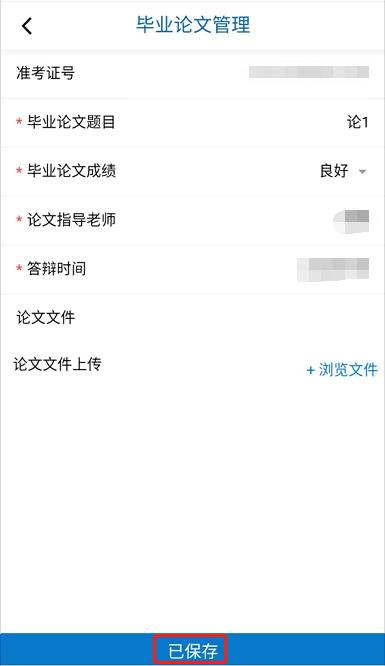 毕业论文管理
准考证号
* 毕业论文题目 论1
* 毕业论文成绩 良好
* 论文指导老师
* 答辩时间
论文文件
论文文件上传 + 浏览文件
已保存